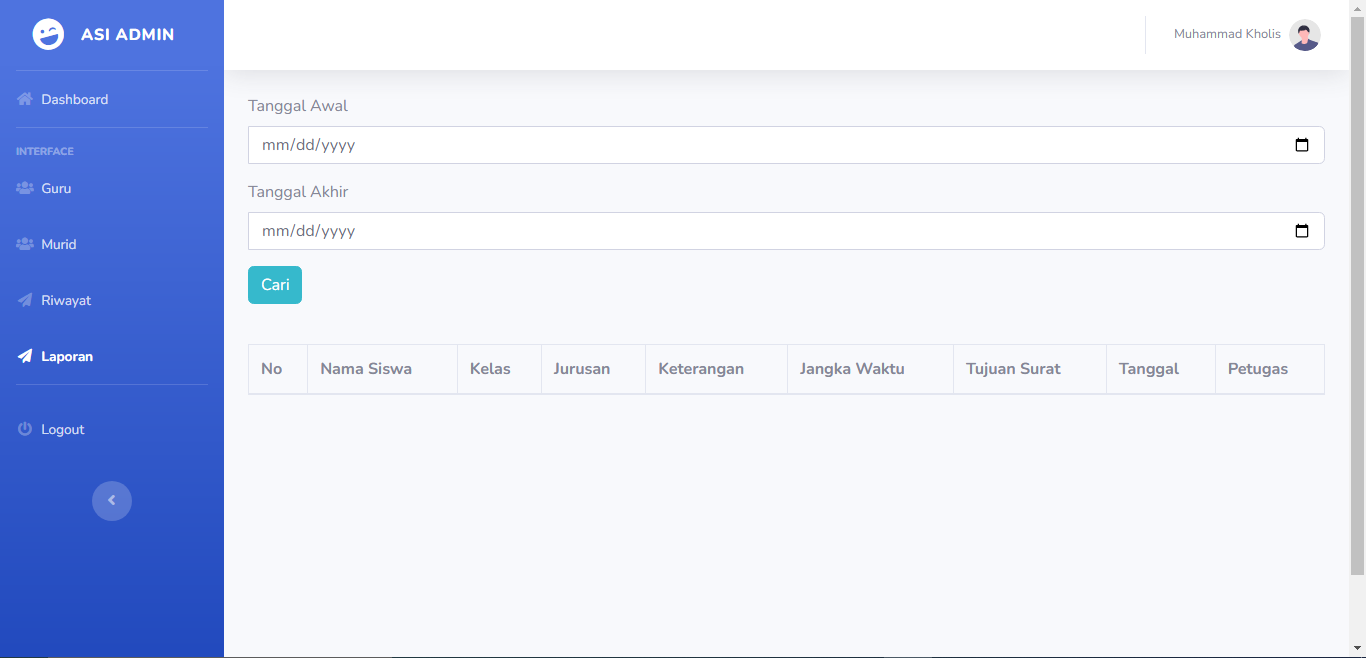 ASI ADMIN
Muhammad Kholis
Dashboard
INTERFACE
Guru
Murid
Riwayat
Laporan
Logout
Tanggal Awal
mm/dd/yyyy
Tanggal Akhir
mm/dd/yyyy
Cari
No Nama Siswa Kelas Jurusan Keterangan Jangka Waktu Tujuan Surat Tanggal Petugas